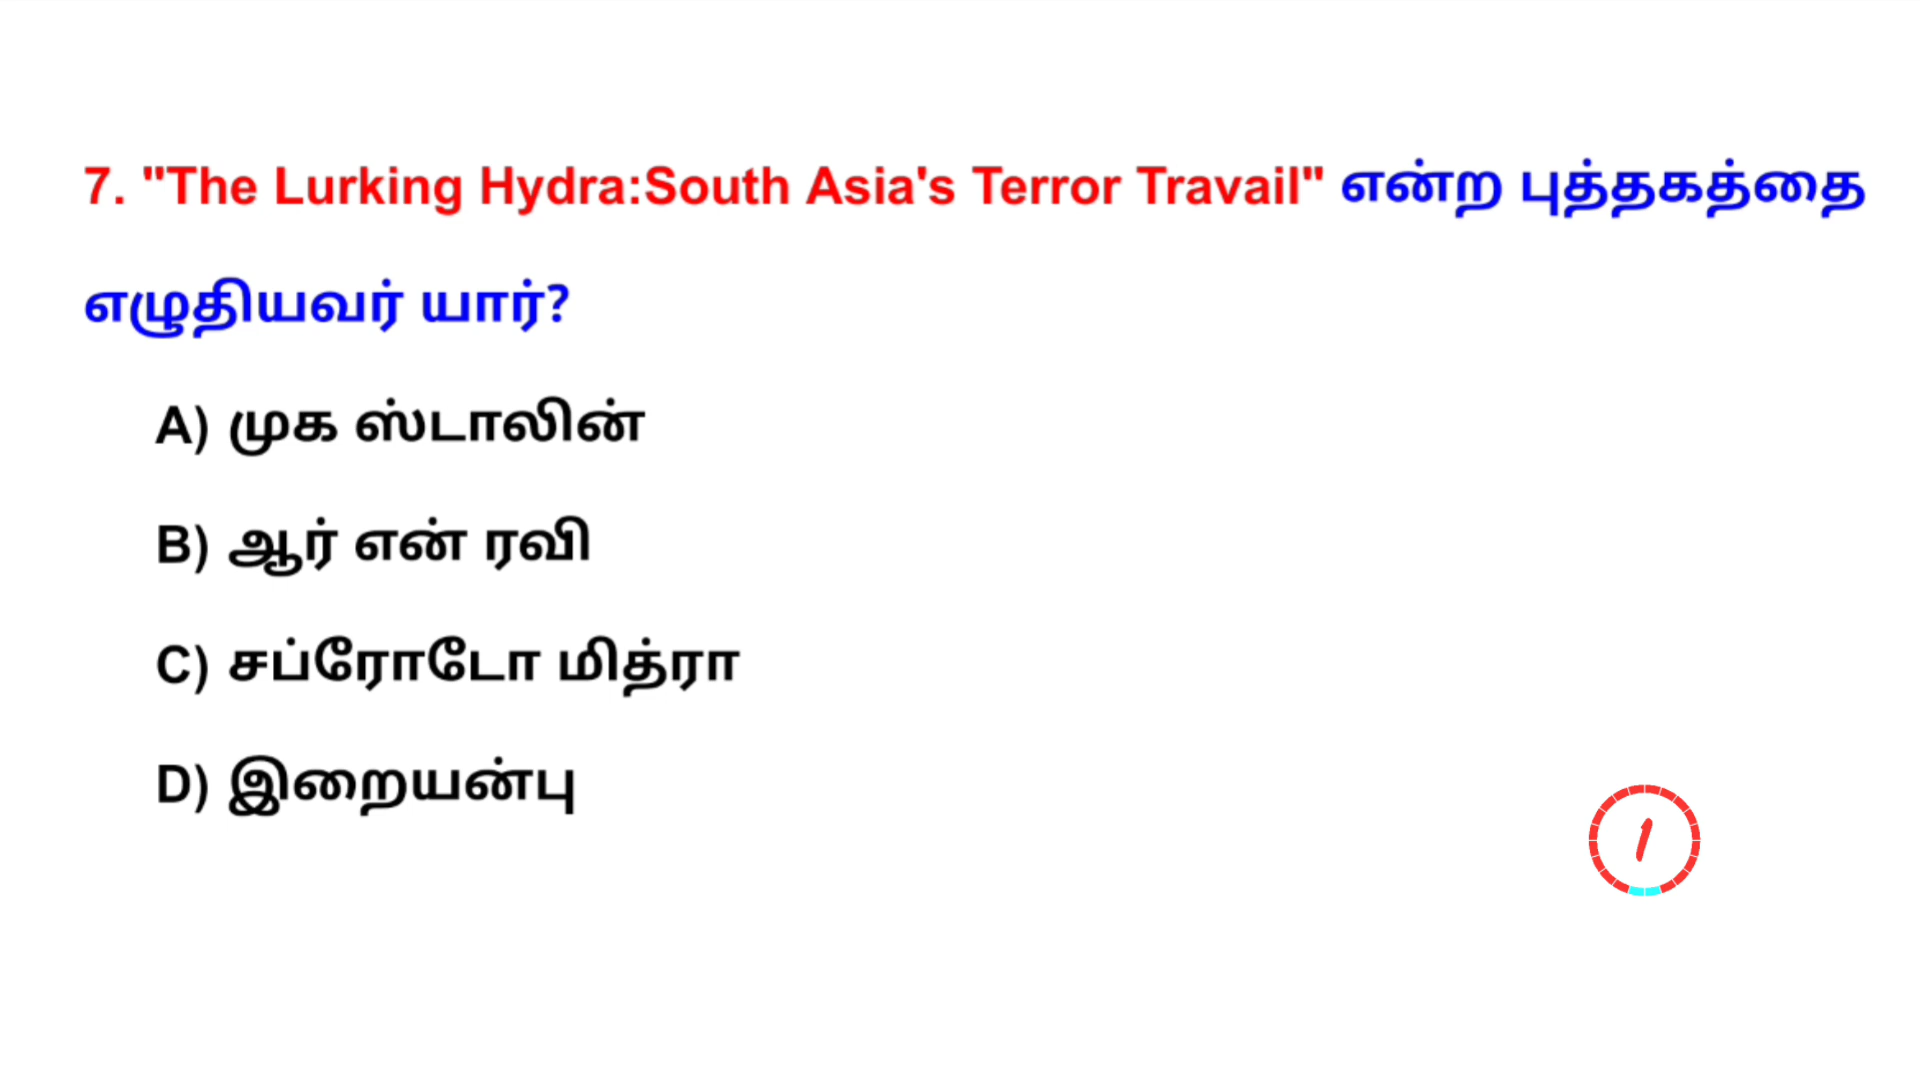 7. "The Lurking Hydra:South Asia's Terror Travail" என்ற புத்தகத்தை
எழுதியவர் யார்?
A) முக ஸ்டாலின்
B) ஆர் என் ரவி
C) சப்ரோடோ மித்ரா
D) இறையன்பு
1